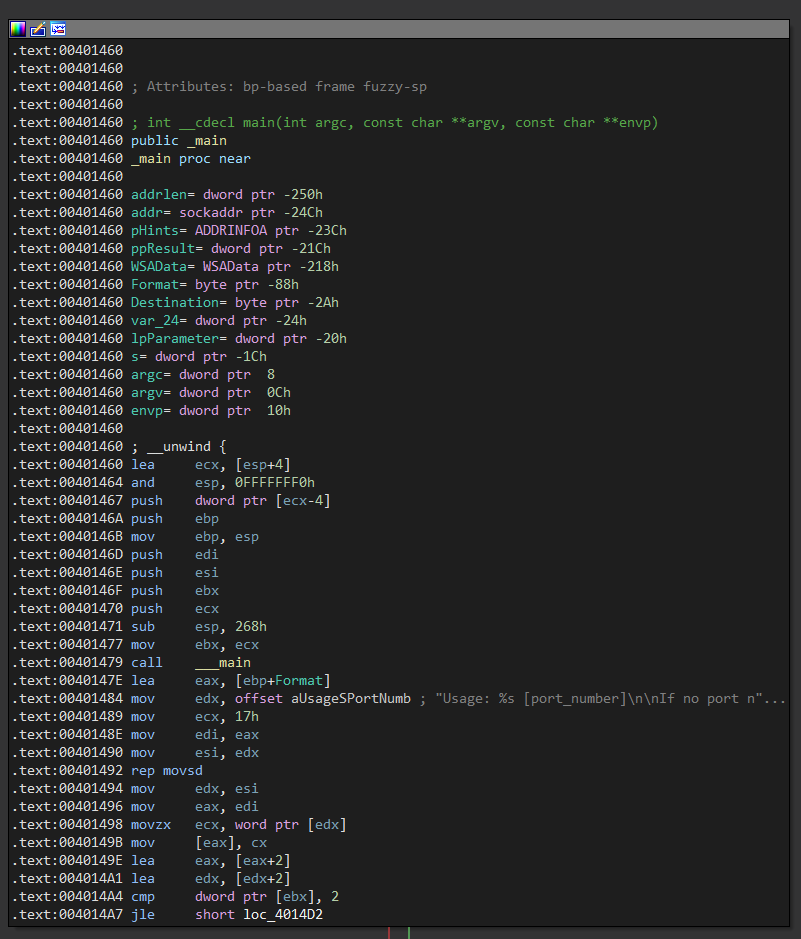 .text:00401460
.text:00401460
.text:00401460 ; Attributes: bp-based frame fuzzy-sp
.text:00401460
.text:00401460 ; int __cdecl main(int argc, const char **argv, const char **envp)
.text:00401460 public _main
.text:00401460 _main proc near
.text:00401460
.text:00401460 addrlen= dword ptr -250h
.text:00401460 addr= sockaddr ptr -24Ch
.text:00401460 pHints= ADDRINFOA ptr -23Ch
.text:00401460 ppResult= dword ptr -21Ch
.text:00401460 WSAData= WSAData ptr -218h
.text:00401460 Format= byte ptr -88h
.text:00401460 Destination= byte ptr -2Ah
.text:00401460 var_24= dword ptr -24h
.text:00401460 lpParameter= dword ptr -20h
.text:00401460 s= dword ptr -1Ch
.text:00401460 argc= dword ptr  8
.text:00401460 argv= dword ptr  0Ch
.text:00401460 envp= dword ptr  10h
.text:00401460
.text:00401460 ; __unwind {
.text:00401460 lea     ecx, [esp+4]
.text:00401464 and     esp, 0FFFFFFF0h
.text:00401467 push    dword ptr [ecx-4]
.text:0040146A push    ebp
.text:0040146B mov     ebp, esp
.text:0040146D push    edi
.text:0040146E push    esi
.text:0040146F push    ebx
.text:00401470 push    ecx
.text:00401471 sub     esp, 268h
.text:00401477 mov     ebx, ecx
.text:00401479 call    ___main
.text:0040147E lea     eax, [ebp+Format]
.text:00401484 mov     edx, offset aUsageSPortNumb ; "Usage: %s [port_number]\n\nIf no port n"...
.text:00401489 mov     ecx, 17h
.text:0040148E mov     edi, eax
.text:00401490 mov     esi, edx
.text:00401492 rep movsd
.text:00401494 mov     edx, esi
.text:00401496 mov     eax, edi
.text:00401498 movzx   ecx, word ptr [edx]
.text:0040149B mov     [eax], cx
.text:0040149E lea     eax, [eax+2]
.text:004014A1 lea     edx, [edx+2]
.text:004014A4 cmp     dword ptr [ebx], 2
.text:004014A7 jle     short loc_4014D2